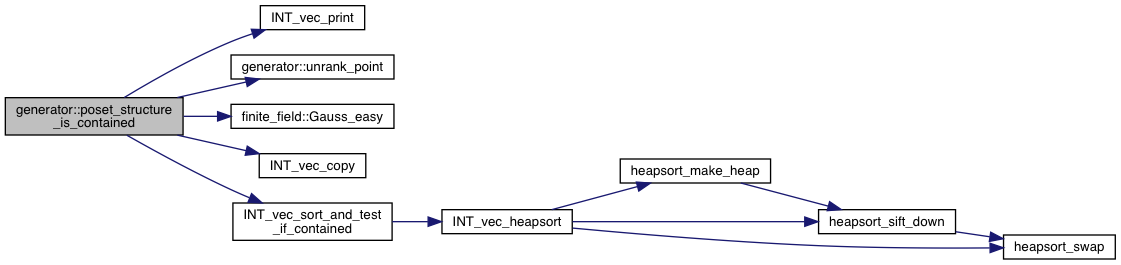 INT_vec_print
generator::unrank_point
generator::poset_structure
_is_contained
finite_field::Gauss_easy
INT_vec_copy
INT_vec_sort_and_test
_if_contained
INT_vec_heapsort
heapsort_make_heap
heapsort_sift_down
heapsort_swap